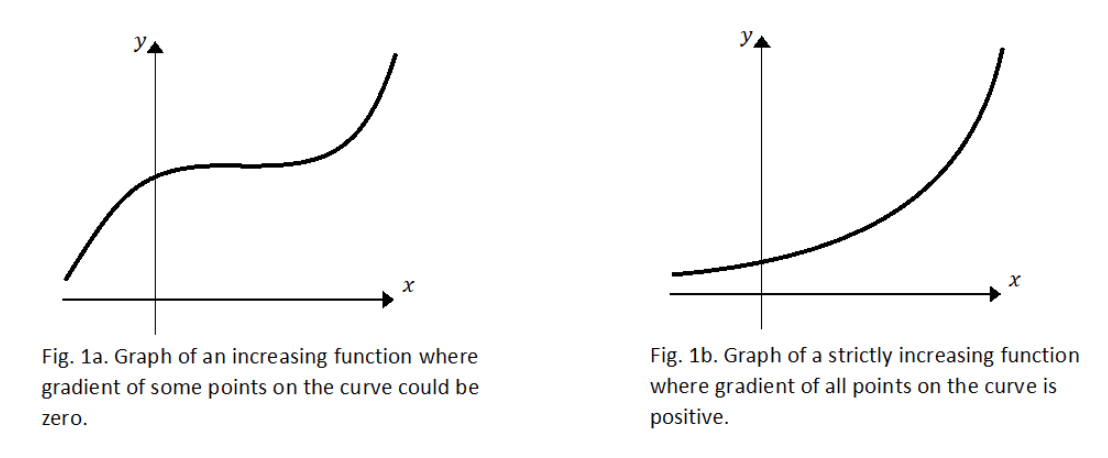 y
x
Fig. 1a. Graph of an increasing function where
gradient of some points on the curve could be
zero.
y
x
Fig. 1b. Graph of a strictly increasing function
where gradient of all points on the curve is
positive.